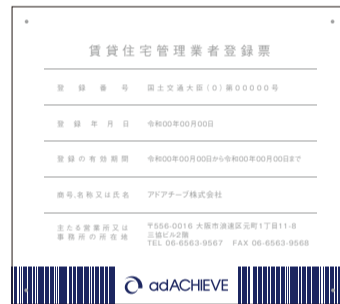 賃貸住宅管理業者登録票
登録番号 国土交通大臣(0)第00000号
登録年月日 令和00年00月00日
登録の有効期間 令和00年00月00日から令和00年00月00日まで
商号、名称又は氏名 アドアチーブ株式会社
主たる営業所又は
事務所の所在地
〒556-0016 大阪市浪速区元町1丁目11-8
三協ビル2階
TEL 06-6563-9567 FAX 06-6563-9568
adACHIEVE